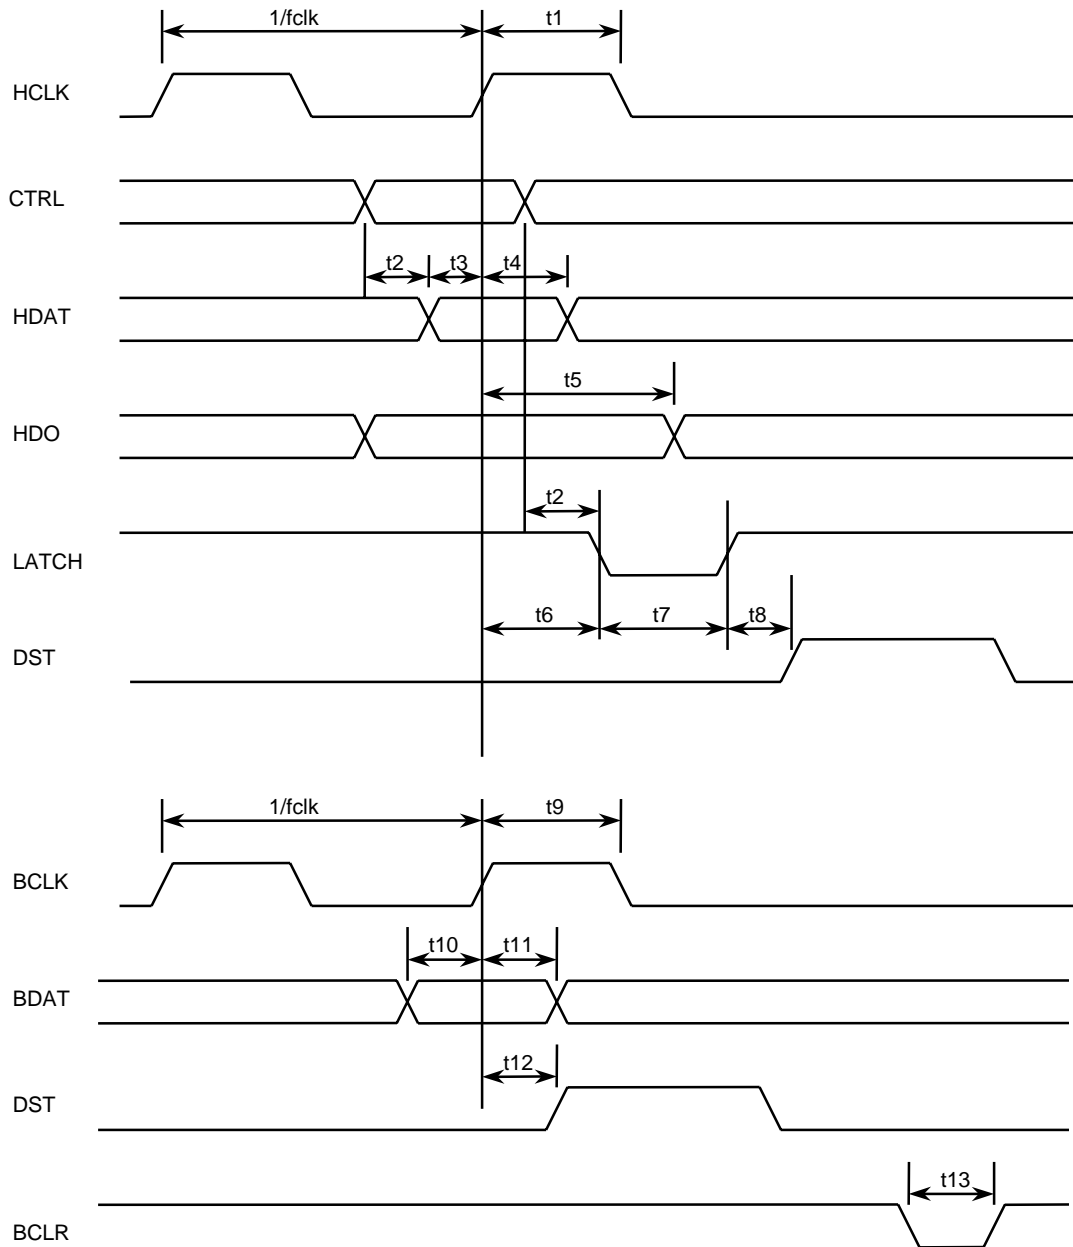 1/fclk t1
HCLK
CTRL
t2 t3 t4
HDAT
t5
HDO
t2
LATCH
t6 t7 t8
DST
1/fclk t9
BCLK
t10 t11
BDAT
t12
DST
t13
BCLR